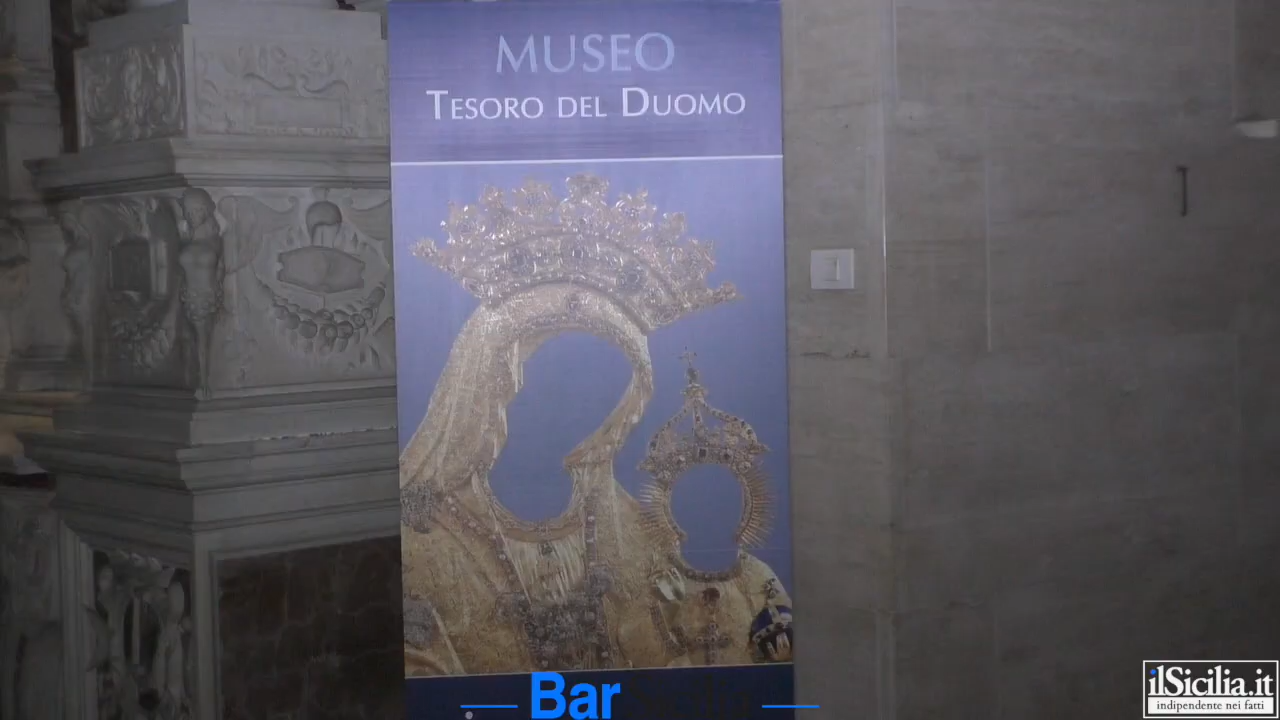 MUSEO
TESORO DEL DUOMO
Bar
ilSicilia.it
indipendente nei fatti